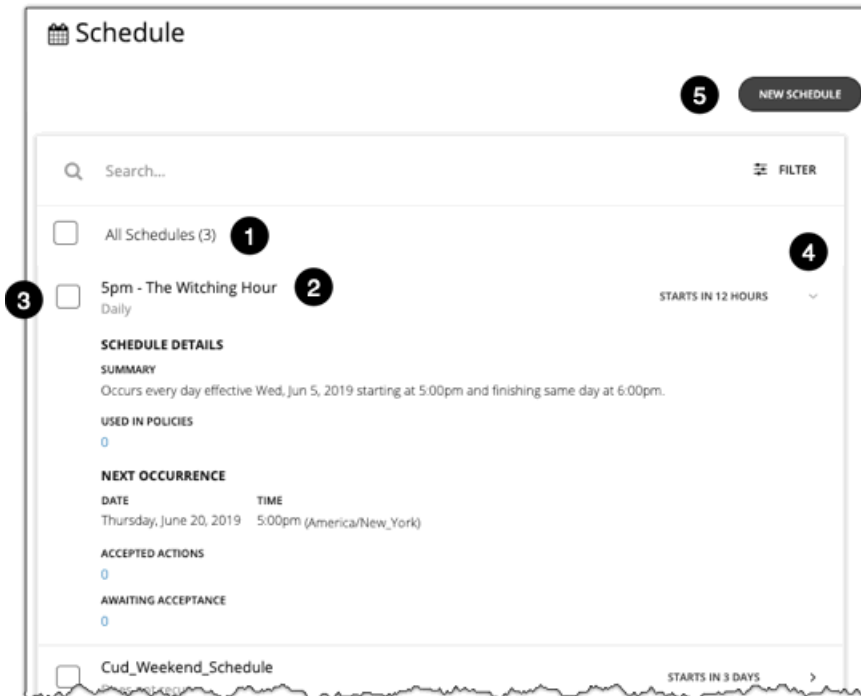 Schedule
5 NEW SCHEDULE
Search... FILTER
All Schedules (3) 1
4
3 5pm - The Witching Hour 2
STARTS IN 12 HOURS
Daily
SCHEDULE DETAILS
SUMMARY
Occurs every day effective Wed, Jun 5, 2019 starting at 5:00pm and finishing same day at 6:00pm.
USED IN POLICIES
0
NEXT OCCURRENCE
DATE TIME
Thursday, June 20, 2019 5:00pm (America/New_York)
ACCEPTED ACTIONS
0
AWAITING ACCEPTANCE
0
Cud_Weekend_Schedule
STARTS IN 3 DAYS